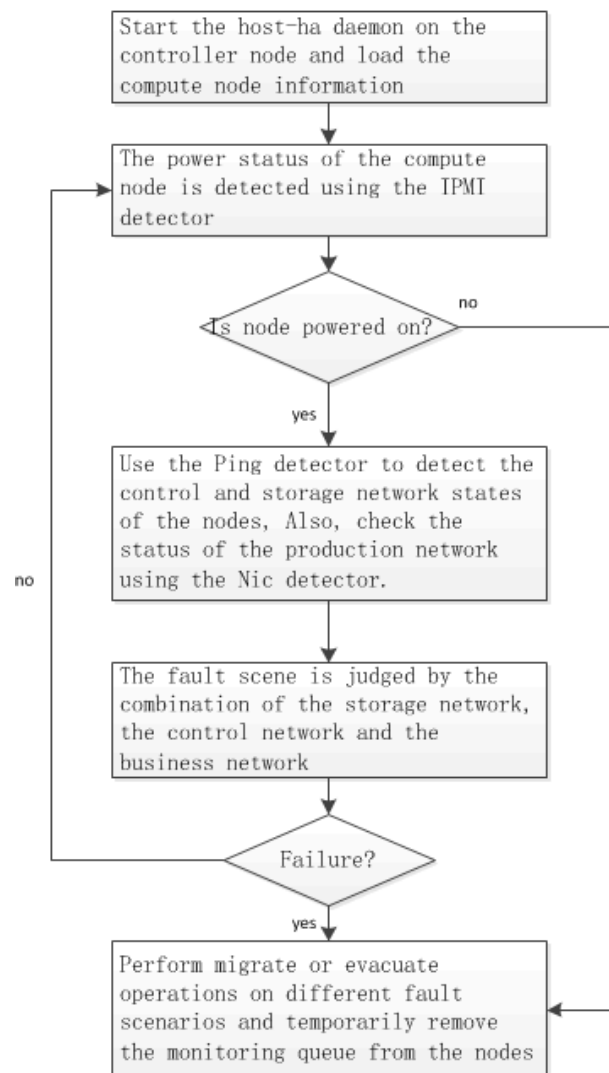 Start the host-ha daemon on the
controller node and load the
compute node information
The power status of the compute
node is detected using the IPMI
detector
no
Is node powered on?
yes
Use the Ping detector to detect the
control and storage network states
of the nodes, Also, check the
status of the production network
using the Nic detector.
no
The fault scene is judged by the
combination of the storage network,
the control network and the
business network
Failure?
yes
Perform migrate or evacuate
operations on different fault
scenarios and temporarily remove
the monitoring queue from the nodes